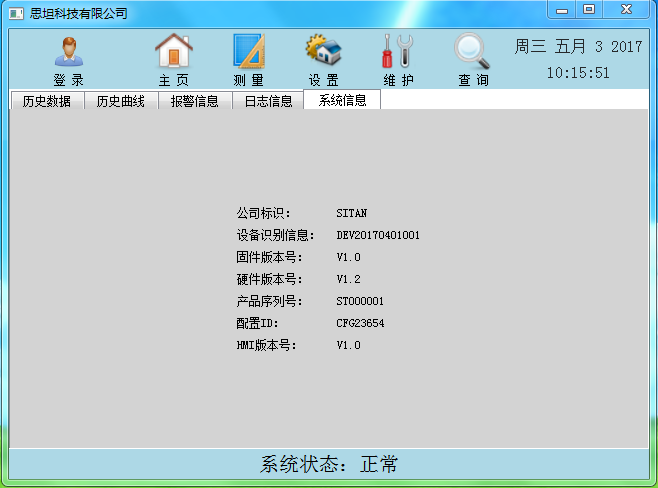 思坦科技有限公司
登 录 主 页 测 量 设 置 维 护 查 询
周三 五月 3 2017
10:15:51
历史数据 历史曲线 报警信息 日志信息 系统信息
公司标识： SITAN
设备识别信息： DEV20170401001
固件版本号： V1.0
硬件版本号： V1.2
产品序列号： ST000001
配置ID： CFG23654
HMI版本号： V1.0
系统状态：正常